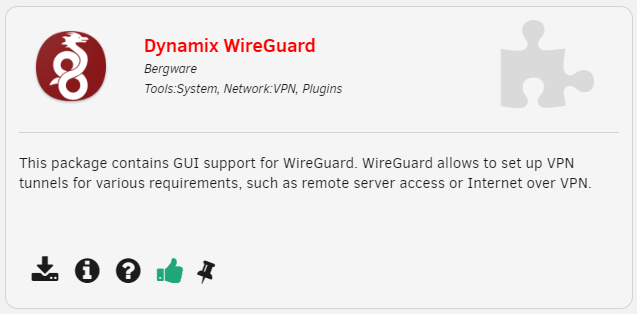 Dynamix WireGuard
Bergware
Tools:System, Network:VPN, Plugins
This package contains GUI support for WireGuard. WireGuard allows to set up VPN
tunnels for various requirements, such as remote server access or Internet over VPN.